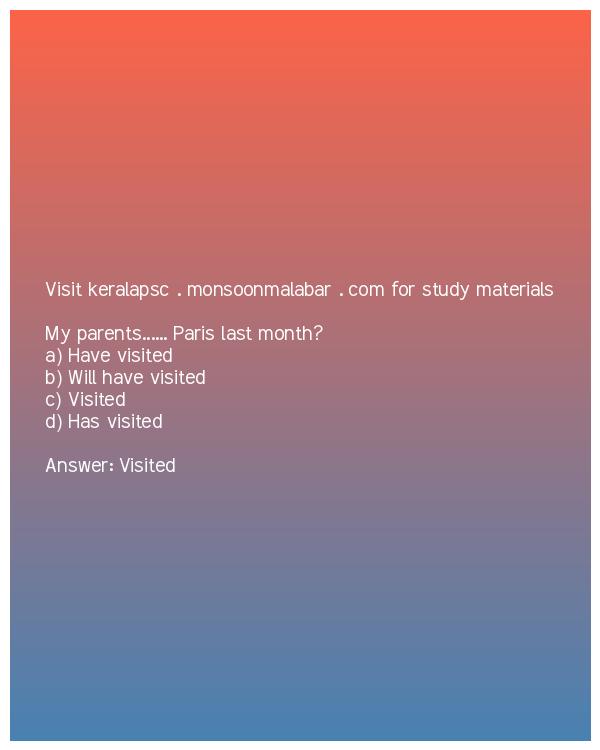 Visit keralapsc . monsoonmalabar . com for study materials
My parents...... Paris last month?
a) Have visited
b) Will have visited
c) Visited
d) Has visited
Answer: Visited